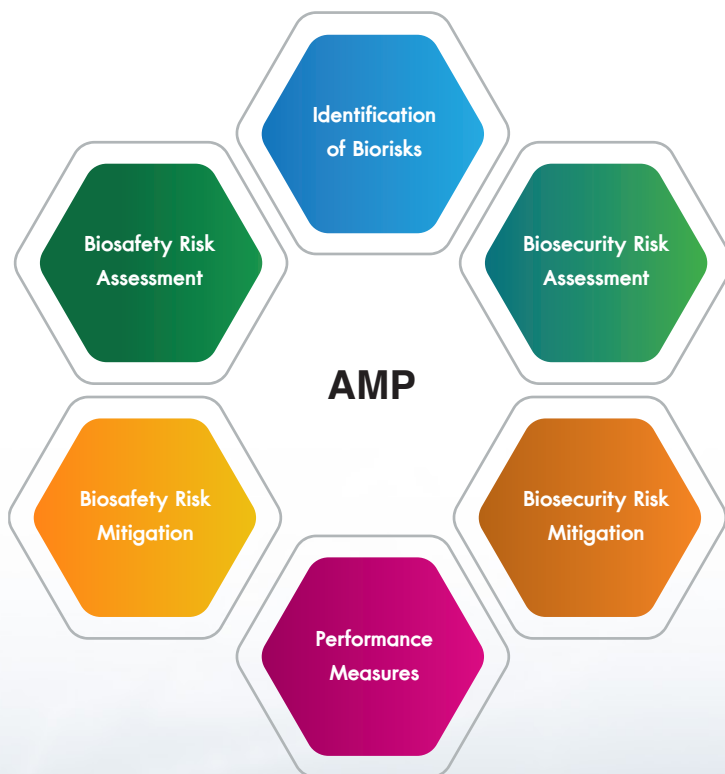 Identification
of Biorisks
Biosafety Risk
Assessment
Biosecurity Risk
Assessment
AMP
Biosafety Risk
Mitigation
Biosecurity Risk
Mitigation
Performance
Measures